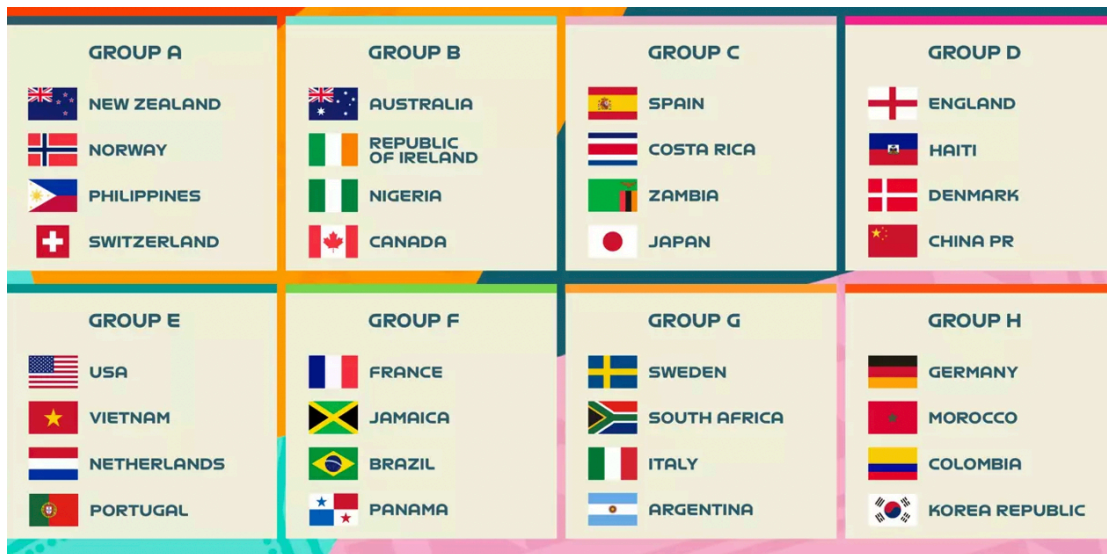 GROUP A
NEW ZEALAND
NORWAY
PHILIPPINES
SWITZERLAND
GROUP B
AUSTRALIA
REPUBLIC
OF IRELAND
NIGERIA
CANADA
GROUP C
SPAIN
COSTA RICA
ZAMBIA
JAPAN
GROUP D
ENGLAND
HAITI
DENMARK
CHINA PR
GROUP E
USA
VIETNAM
NETHERLANDS
PORTUGAL
GROUP F
FRANCE
JAMAICA
BRAZIL
PANAMA
GROUP G
SWEDEN
SOUTH AFRICA
ITALY
ARGENTINA
GROUP H
GERMANY
MOROCCO
COLOMBIA
KOREA REPUBLIC